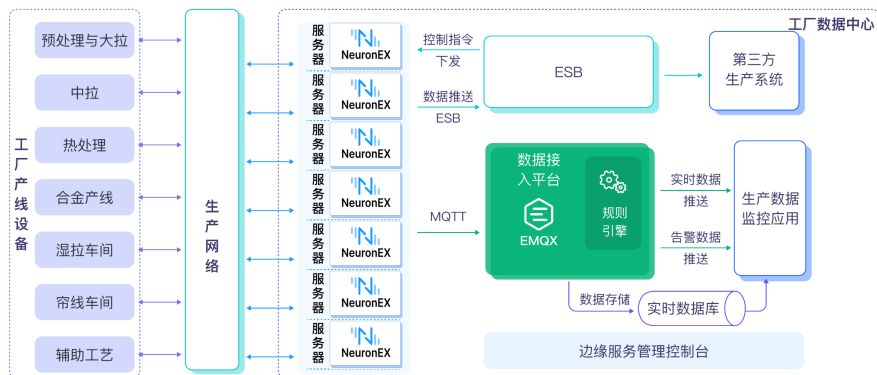 工厂产线设备
预处理与大拉
中拉
热处理
合金产线
湿拉车间
帘线车间
辅助工艺
生产网络
工厂数据中心
服务器
NeuronEX
服务器
NeuronEX
服务器
NeuronEX
服务器
NeuronEX
服务器
NeuronEX
服务器
NeuronEX
服务器
NeuronEX
控制指令
下发
数据推送
ESB
ESB
第三方
生产系统
MQTT
数据接
入平台
EMQX
规则
引擎
实时数据
推送
告警数据
推送
生产数据
监控应用
数据存储
实时数据库
边缘服务管理控制台